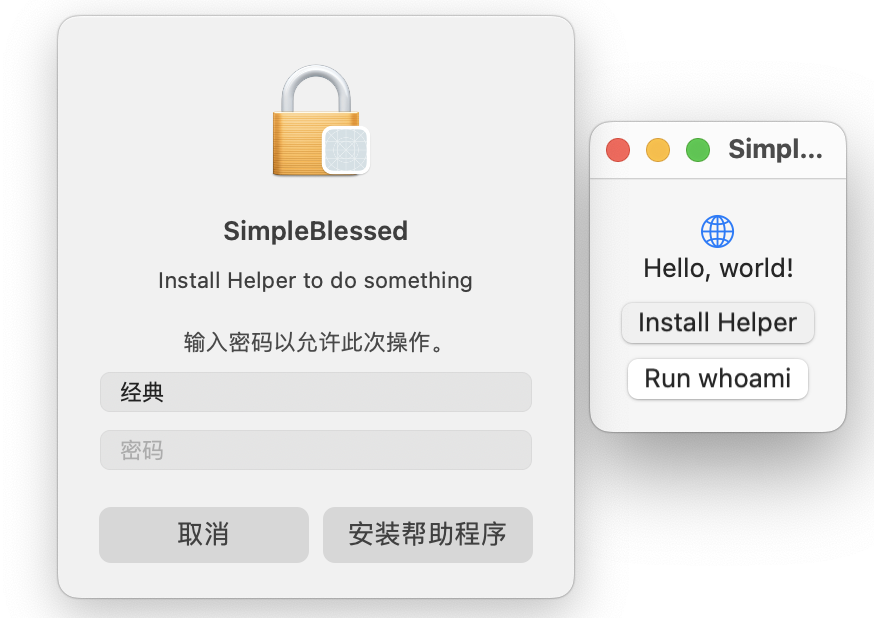 SimpleBlessed
Install Helper to do something
输入密码以允许此次操作。
经典
密码
取消
安装帮助程序
Simpl...
Hello, world!
Install Helper
Run whoami